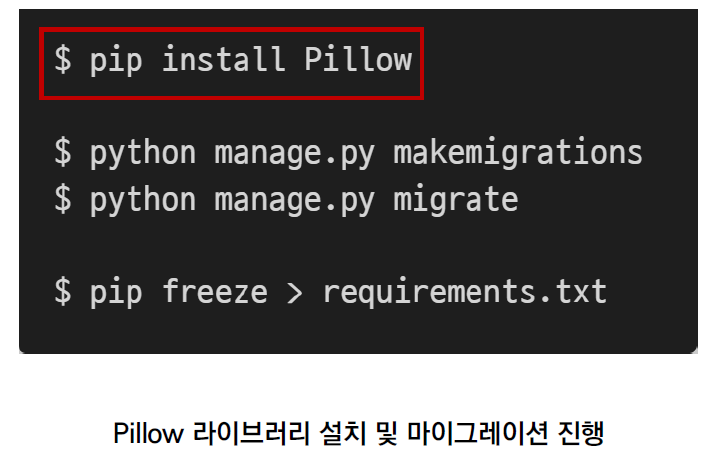 $ pip install Pillow
$ python manage.py makemigrations
$ python manage.py migrate
$ pip freeze > requirements.txt
Pillow 라이브러리 설치 및 마이그레이션 진행